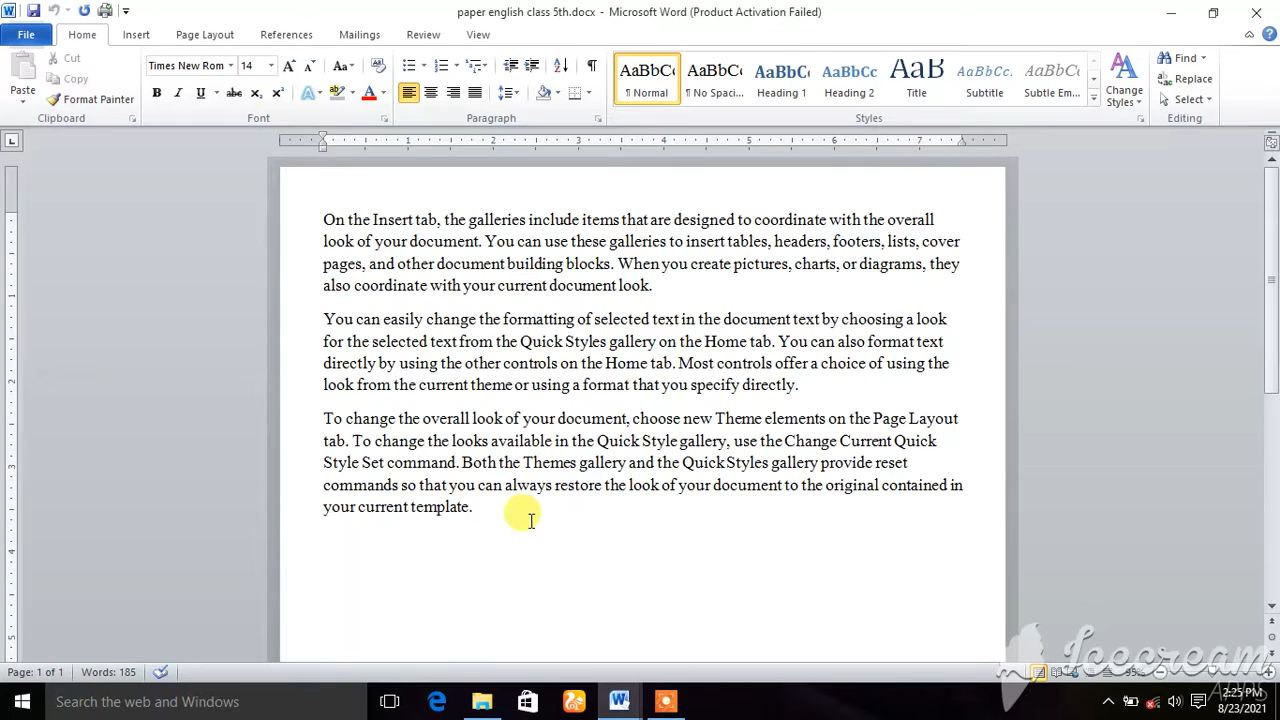 paper english class 5th.docx - Microsoft Word (Product Activation Failed)
File Home Insert Page Layout References Mailings Review View
Cut
Copy
Format Painter
Paste
Clipboard
Times New Rom 14
Font
Paragraph
AaBbCc AaBbCc AaBbCc AaBbCc AaB AaBbCc AaBbCc
¶ Normal ¶ No Spaci... Heading 1 Heading 2 Title Subtitle Subtle Em...
Change
Styles
Styles
Find
Replace
Select
Editing
1 2 3 4 5 6 7
On the Insert tab, the galleries include items that are designed to coordinate with the overall
look of your document. You can use these galleries to insert tables, headers, footers, lists, cover
pages, and other document building blocks. When you create pictures, charts, or diagrams, they
also coordinate with your current document look.
You can easily change the formatting of selected text in the document text by choosing a look
for the selected text from the Quick Styles gallery on the Home tab. You can also format text
directly by using the other controls on the Home tab. Most controls offer a choice of using the
look from the current theme or using a format that you specify directly.
To change the overall look of your document, choose new Theme elements on the Page Layout
tab. To change the looks available in the Quick Style gallery, use the Change Current Quick
Style Set command. Both the Themes gallery and the Quick Styles gallery provide reset
commands so that you can always restore the look of your document to the original contained in
your current template.
Page: 1 of 1 Words: 185 95%
Icecream
APPS
Search the web and Windows
2:25 PM
8/23/2021